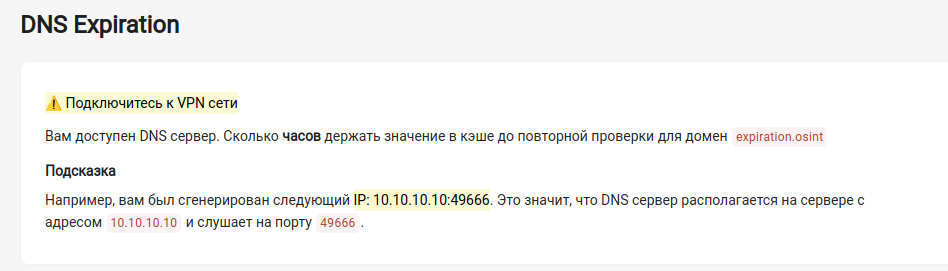 DNS Expiration
⚠️ Подключитесь к VPN сети
Вам доступен DNS сервер. Сколько часов держать значение в кэше до повторной проверки для домен expiration.osint
Подсказка
Например, вам был сгенерирован следующий IP: 10.10.10.10:49666. Это значит, что DNS сервер располагается на сервере с
адресом 10.10.10.10 и слушает на порту 49666.